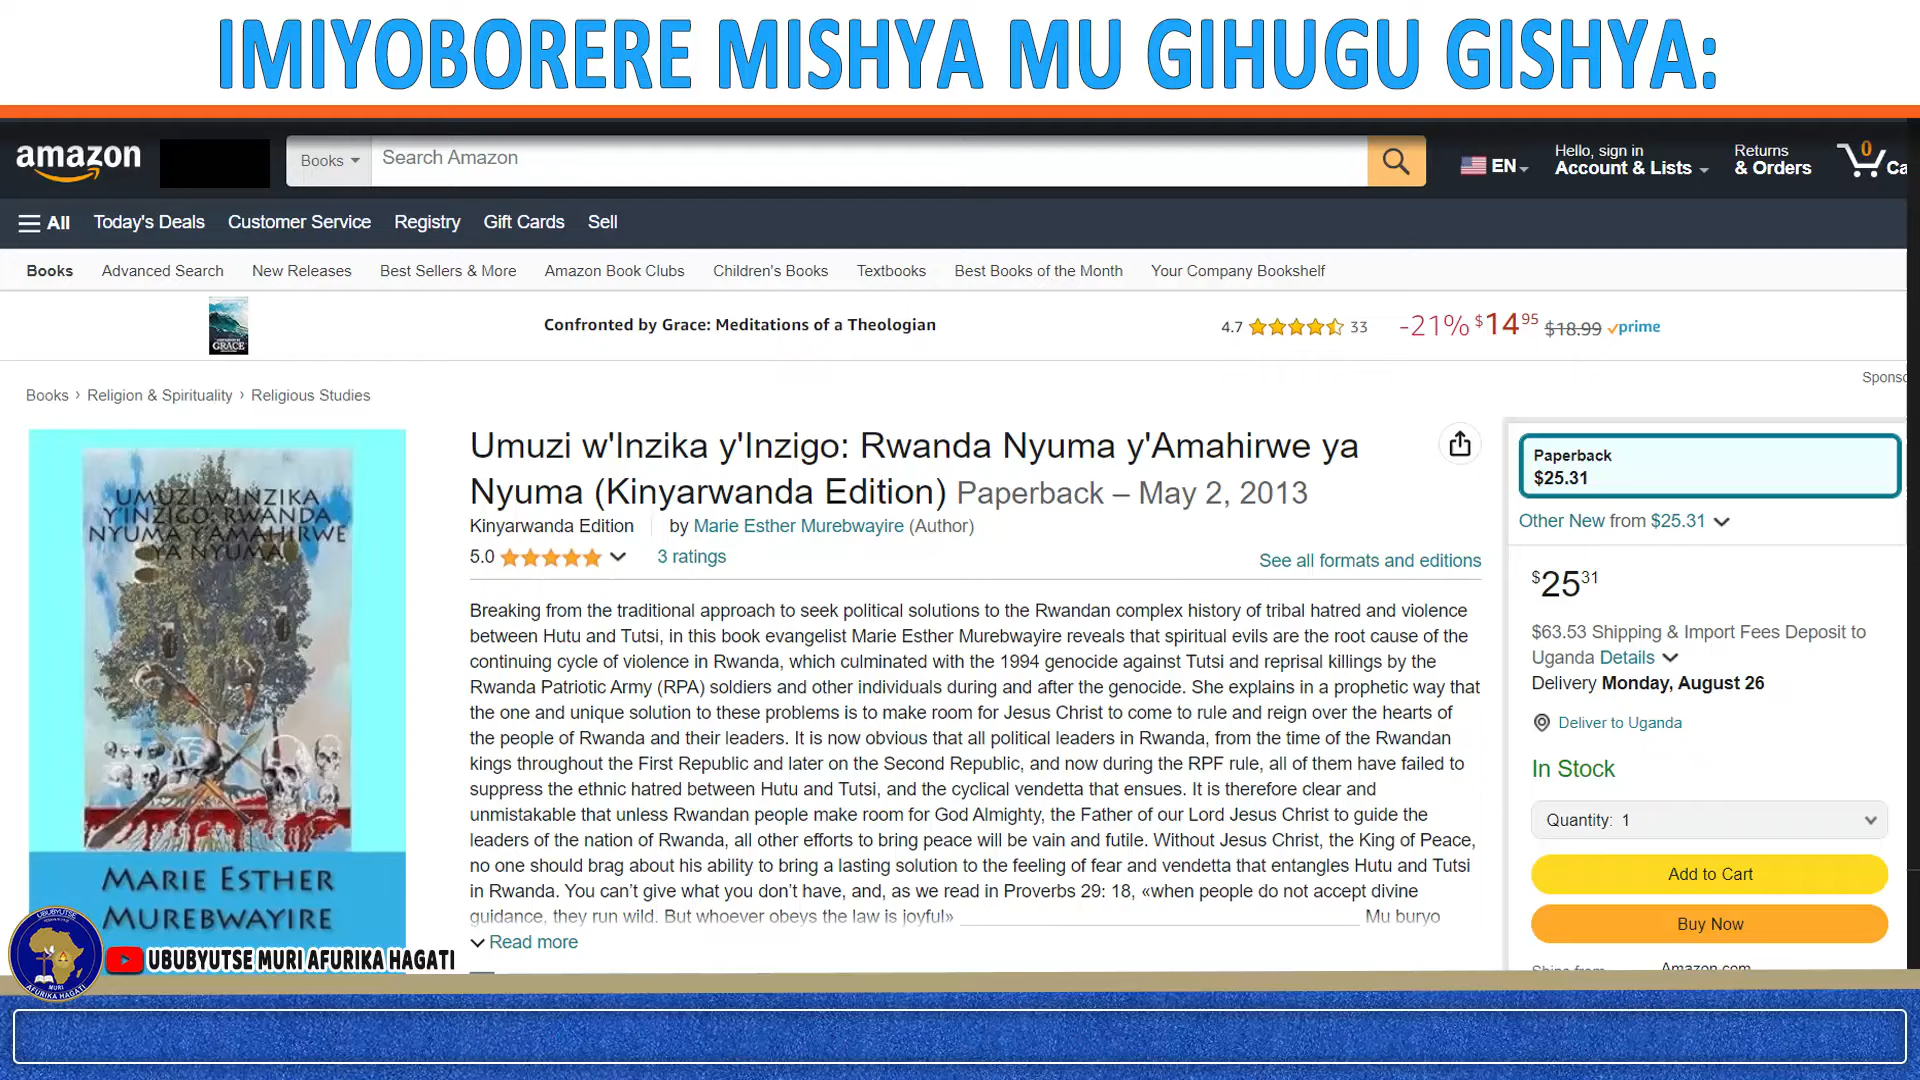 IMIYOBORERE MISHYA MU GIHUGU GISHYA:
amazon
Books
Search Amazon
EN
Hello, sign in
Account & Lists
Returns
& Orders
0
Ca
All Today's Deals Customer Service Registry Gift Cards Sell
Books Advanced Search New Releases Best Sellers & More Amazon Book Clubs Children's Books Textbooks Best Books of the Month Your Company Bookshelf
GRACE
Confronted by Grace: Meditations of a Theologian
4.7 33 -21% $14 95 $18.99 prime
Spons
Books › Religion & Spirituality › Religious Studies
UMUZI W'INZIKA
Y'INZIGO: RWANDA
NYUMA Y'AMAHIRWE
YA NYUMA
MARIE ESTHER
MUREBWAYIRE
Umuzi w'Inzika y'Inzigo: Rwanda Nyuma y'Amahirwe ya
Nyuma (Kinyarwanda Edition) Paperback – May 2, 2013
Kinyarwanda Edition by Marie Esther Murebwayire (Author)
5.0 3 ratings
See all formats and editions
Breaking from the traditional approach to seek political solutions to the Rwandan complex history of tribal hatred and violence
between Hutu and Tutsi, in this book evangelist Marie Esther Murebwayire reveals that spiritual evils are the root cause of the
continuing cycle of violence in Rwanda, which culminated with the 1994 genocide against Tutsi and reprisal killings by the
Rwanda Patriotic Army (RPA) soldiers and other individuals during and after the genocide. She explains in a prophetic way that
the one and unique solution to these problems is to make room for Jesus Christ to come to rule and reign over the hearts of
the people of Rwanda and their leaders. It is now obvious that all political leaders in Rwanda, from the time of the Rwandan
kings throughout the First Republic and later on the Second Republic, and now during the RPF rule, all of them have failed to
suppress the ethnic hatred between Hutu and Tutsi, and the cyclical vendetta that ensues. It is therefore clear and
unmistakable that unless Rwandan people make room for God Almighty, the Father of our Lord Jesus Christ to guide the
leaders of the nation of Rwanda, all other efforts to bring peace will be vain and futile. Without Jesus Christ, the King of Peace,
no one should brag about his ability to bring a lasting solution to the feeling of fear and vendetta that entangles Hutu and Tutsi
in Rwanda. You can't give what you don't have, and, as we read in Proverbs 29: 18, «when people do not accept divine
guidance, they run wild. But whoever obeys the law is joyful» ________________________________________ Mu buryo
Read more
Paperback
$25.31
Other New from $25.31
$25 31
$63.53 Shipping & Import Fees Deposit to
Uganda Details
Delivery Monday, August 26
Deliver to Uganda
In Stock
Quantity: 1
Add to Cart
Buy Now
Ships from Amazon.com
UBUBYUTSE
MURI
AFURIKA HAGATI
UBUBYUTSE MURI AFURIKA HAGATI